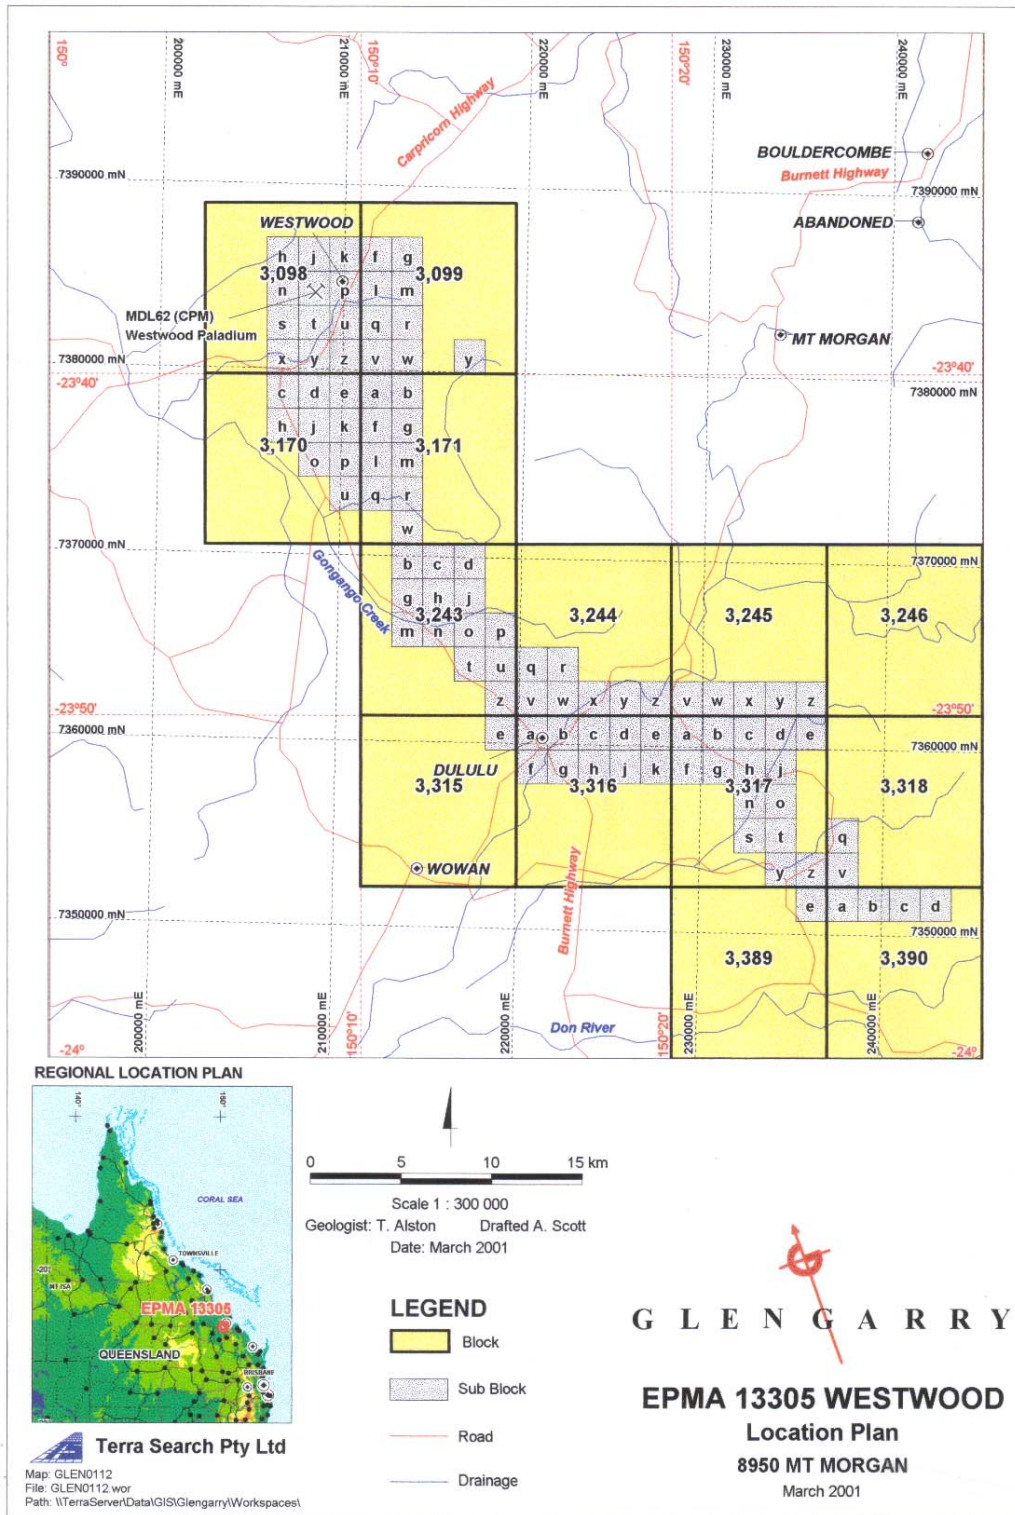 150°
200000 mE
210000 mE
150°10'
220000 mE
150°20'
230000 mE
240000 mE
Carpricorn Highway
BOULDERCOMBE
Burnett Highway
7390000 mN
7390000 mN
ABANDONED
WESTWOOD
h j k f g
3,098 3,099
n p l m
MDL62 (CPM)
Westwood Paladium
s t u q r
MT MORGAN
7380000 mN
x y z v w y
-23°40'
-23°40'
7380000 mN
c d e a b
h j k f g
3,170 3,171
o p l m
u q r
w
7370000 mN
7370000 mN
Gongango Creek
b c d
g h j
3,243 3,244 3,245 3,246
m n o p
t u q r
z v w x y z v w x y z
-23°50'
-23°50'
7360000 mN
7360000 mN
e a b c d e a b c d e
DULULU
f g h j k f g h j
3,315 3,316 3,317 3,318
n o
s t q
WOWAN
y z v
Burnett Highway
e a b c d
7350000 mN
7350000 mN
3,389 3,390
Don River
-24°
200000 mE
210000 mE
150°10'
220000 mE
150°20'
230000 mE
240000 mE
-24°
REGIONAL LOCATION PLAN
140°
150°
CORAL SEA
TOWNSVILLE
-20°
MT ISA
EPMA 13305
QUEENSLAND
BRISBANE
0 5 10 15 km
Scale 1 : 300 000
Geologist: T. Alston Drafted A. Scott
Date: March 2001
LEGEND
Block
Sub Block
Road
Drainage
GLENGARRY
EPMA 13305 WESTWOOD
Location Plan
8950 MT MORGAN
March 2001
Terra Search Pty Ltd
Map: GLEN0112
File: GLEN0112.wor
Path: \\TerraServer\Data\GIS\Glengarry\Workspaces\